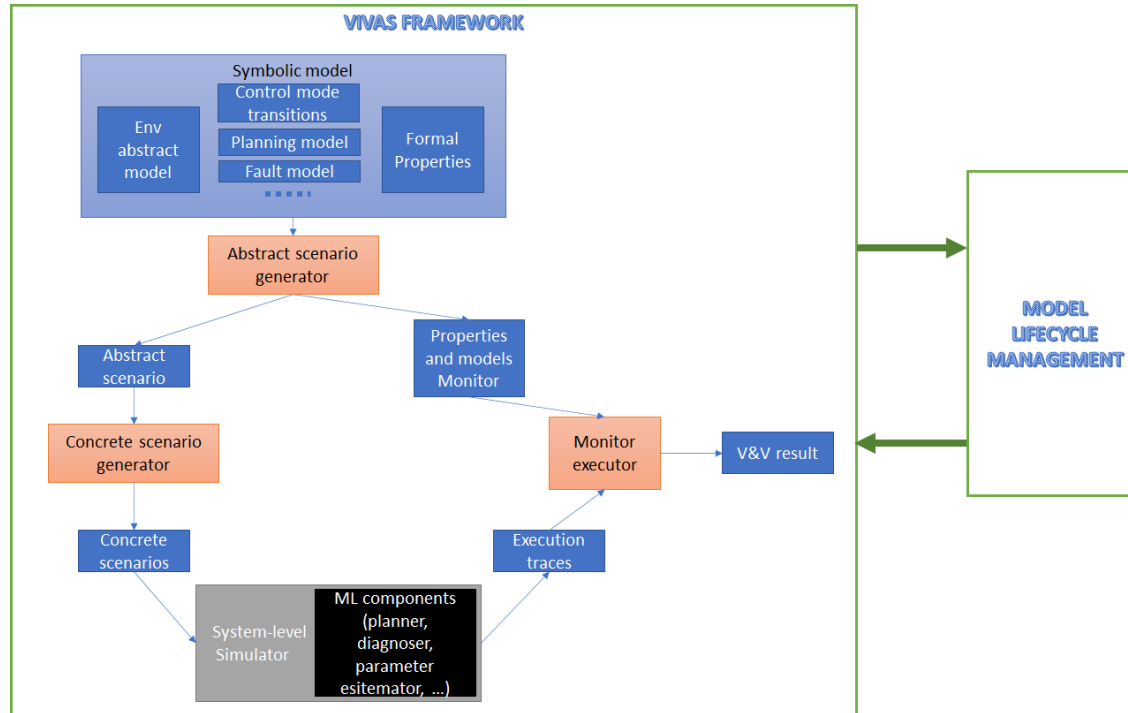 VIVAS FRAMEWORK
Symbolic model
Control mode
transitions
Env
abstract
model
Planning model
Fault model
Formal
Properties
Abstract scenario
generator
Properties
and models
Monitor
Abstract
scenario
Concrete scenario
generator
Monitor
executor
V&V result
Concrete
scenarios
Execution
traces
System-level
Simulator
ML components
(planner,
diagnoser,
parameter
esitemator, ...)
MODEL
LIFECYCLE
MANAGEMENT